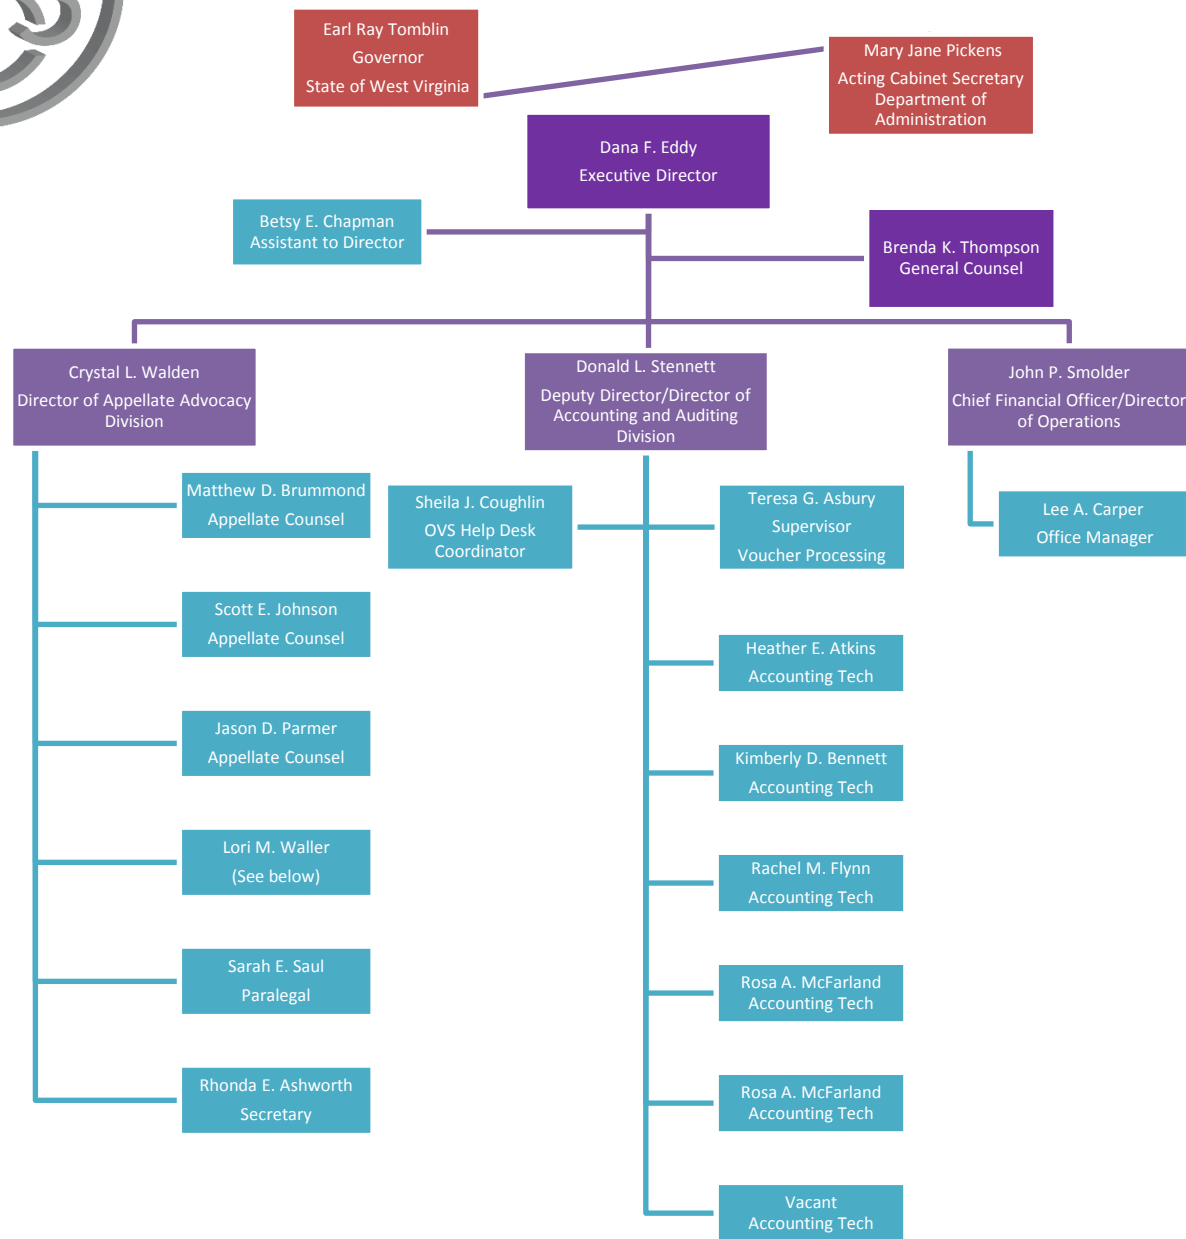 Earl Ray Tomblin
Governor
State of West Virginia
Mary Jane Pickens
Acting Cabinet Secretary
Department of
Administration
Dana F. Eddy
Executive Director
Betsy E. Chapman
Assistant to Director
Brenda K. Thompson
General Counsel
Crystal L. Walden
Director of Appellate Advocacy
Division
Donald L. Stennett
Deputy Director/Director of
Accounting and Auditing
Division
John P. Smolder
Chief Financial Officer/Director
of Operations
Matthew D. Brummond
Appellate Counsel
Scott E. Johnson
Appellate Counsel
Jason D. Parmer
Appellate Counsel
Lori M. Waller
(See below)
Sarah E. Saul
Paralegal
Rhonda E. Ashworth
Secretary
Sheila J. Coughlin
OVS Help Desk
Coordinator
Teresa G. Asbury
Supervisor
Voucher Processing
Heather E. Atkins
Accounting Tech
Kimberly D. Bennett
Accounting Tech
Rachel M. Flynn
Accounting Tech
Rosa A. McFarland
Accounting Tech
Rosa A. McFarland
Accounting Tech
Vacant
Accounting Tech
Lee A. Carper
Office Manager